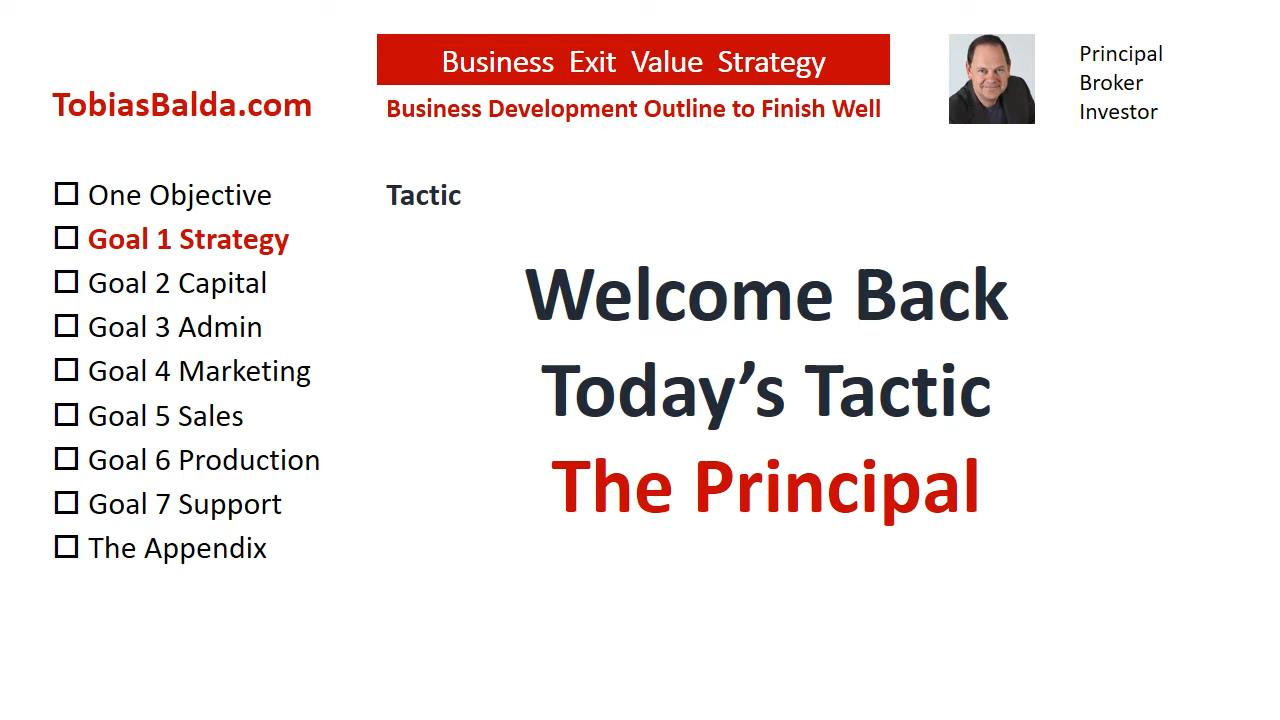 Business Exit Value Strategy
TobiasBalda.com
Business Development Outline to Finish Well
Principal
Broker
Investor
One Objective
Goal 1 Strategy
Goal 2 Capital
Goal 3 Admin
Goal 4 Marketing
Goal 5 Sales
Goal 6 Production
Goal 7 Support
The Appendix
Tactic
Welcome Back
Today’s Tactic
The Principal